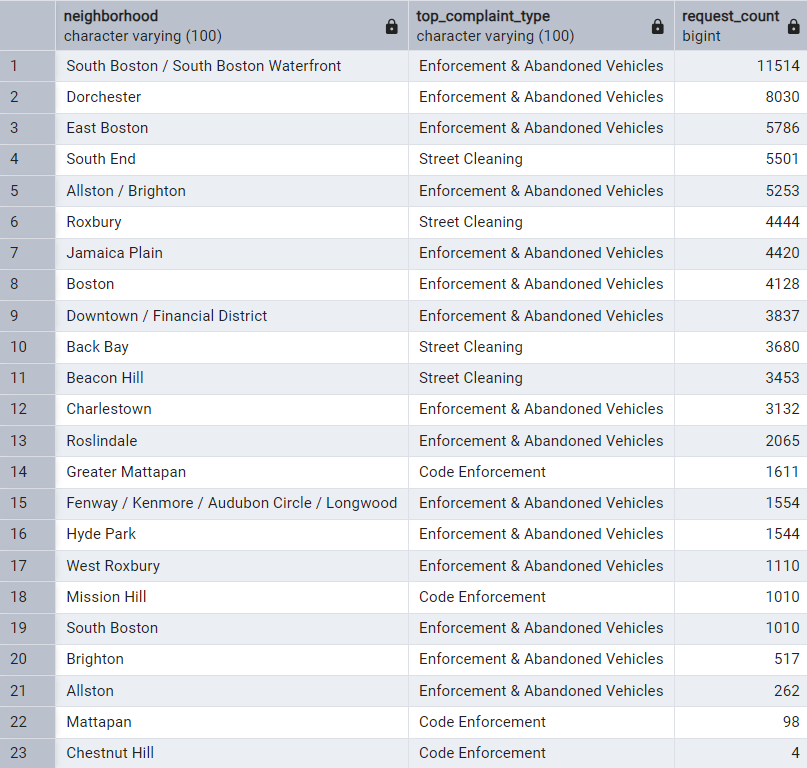 neighborhood top_complaint_type request_count
character varying (100) character varying (100) bigint
1 South Boston / South Boston Waterfront Enforcement & Abandoned Vehicles 11514
2 Dorchester Enforcement & Abandoned Vehicles 8030
3 East Boston Enforcement & Abandoned Vehicles 5786
4 South End Street Cleaning 5501
5 Allston / Brighton Enforcement & Abandoned Vehicles 5253
6 Roxbury Street Cleaning 4444
7 Jamaica Plain Enforcement & Abandoned Vehicles 4420
8 Boston Enforcement & Abandoned Vehicles 4128
9 Downtown / Financial District Enforcement & Abandoned Vehicles 3837
10 Back Bay Street Cleaning 3680
11 Beacon Hill Street Cleaning 3453
12 Charlestown Enforcement & Abandoned Vehicles 3132
13 Roslindale Enforcement & Abandoned Vehicles 2065
14 Greater Mattapan Code Enforcement 1611
15 Fenway / Kenmore / Audubon Circle / Longwood Enforcement & Abandoned Vehicles 1554
16 Hyde Park Enforcement & Abandoned Vehicles 1544
17 West Roxbury Enforcement & Abandoned Vehicles 1110
18 Mission Hill Code Enforcement 1010
19 South Boston Enforcement & Abandoned Vehicles 1010
20 Brighton Enforcement & Abandoned Vehicles 517
21 Allston Enforcement & Abandoned Vehicles 262
22 Mattapan Code Enforcement 98
23 Chestnut Hill Code Enforcement 4